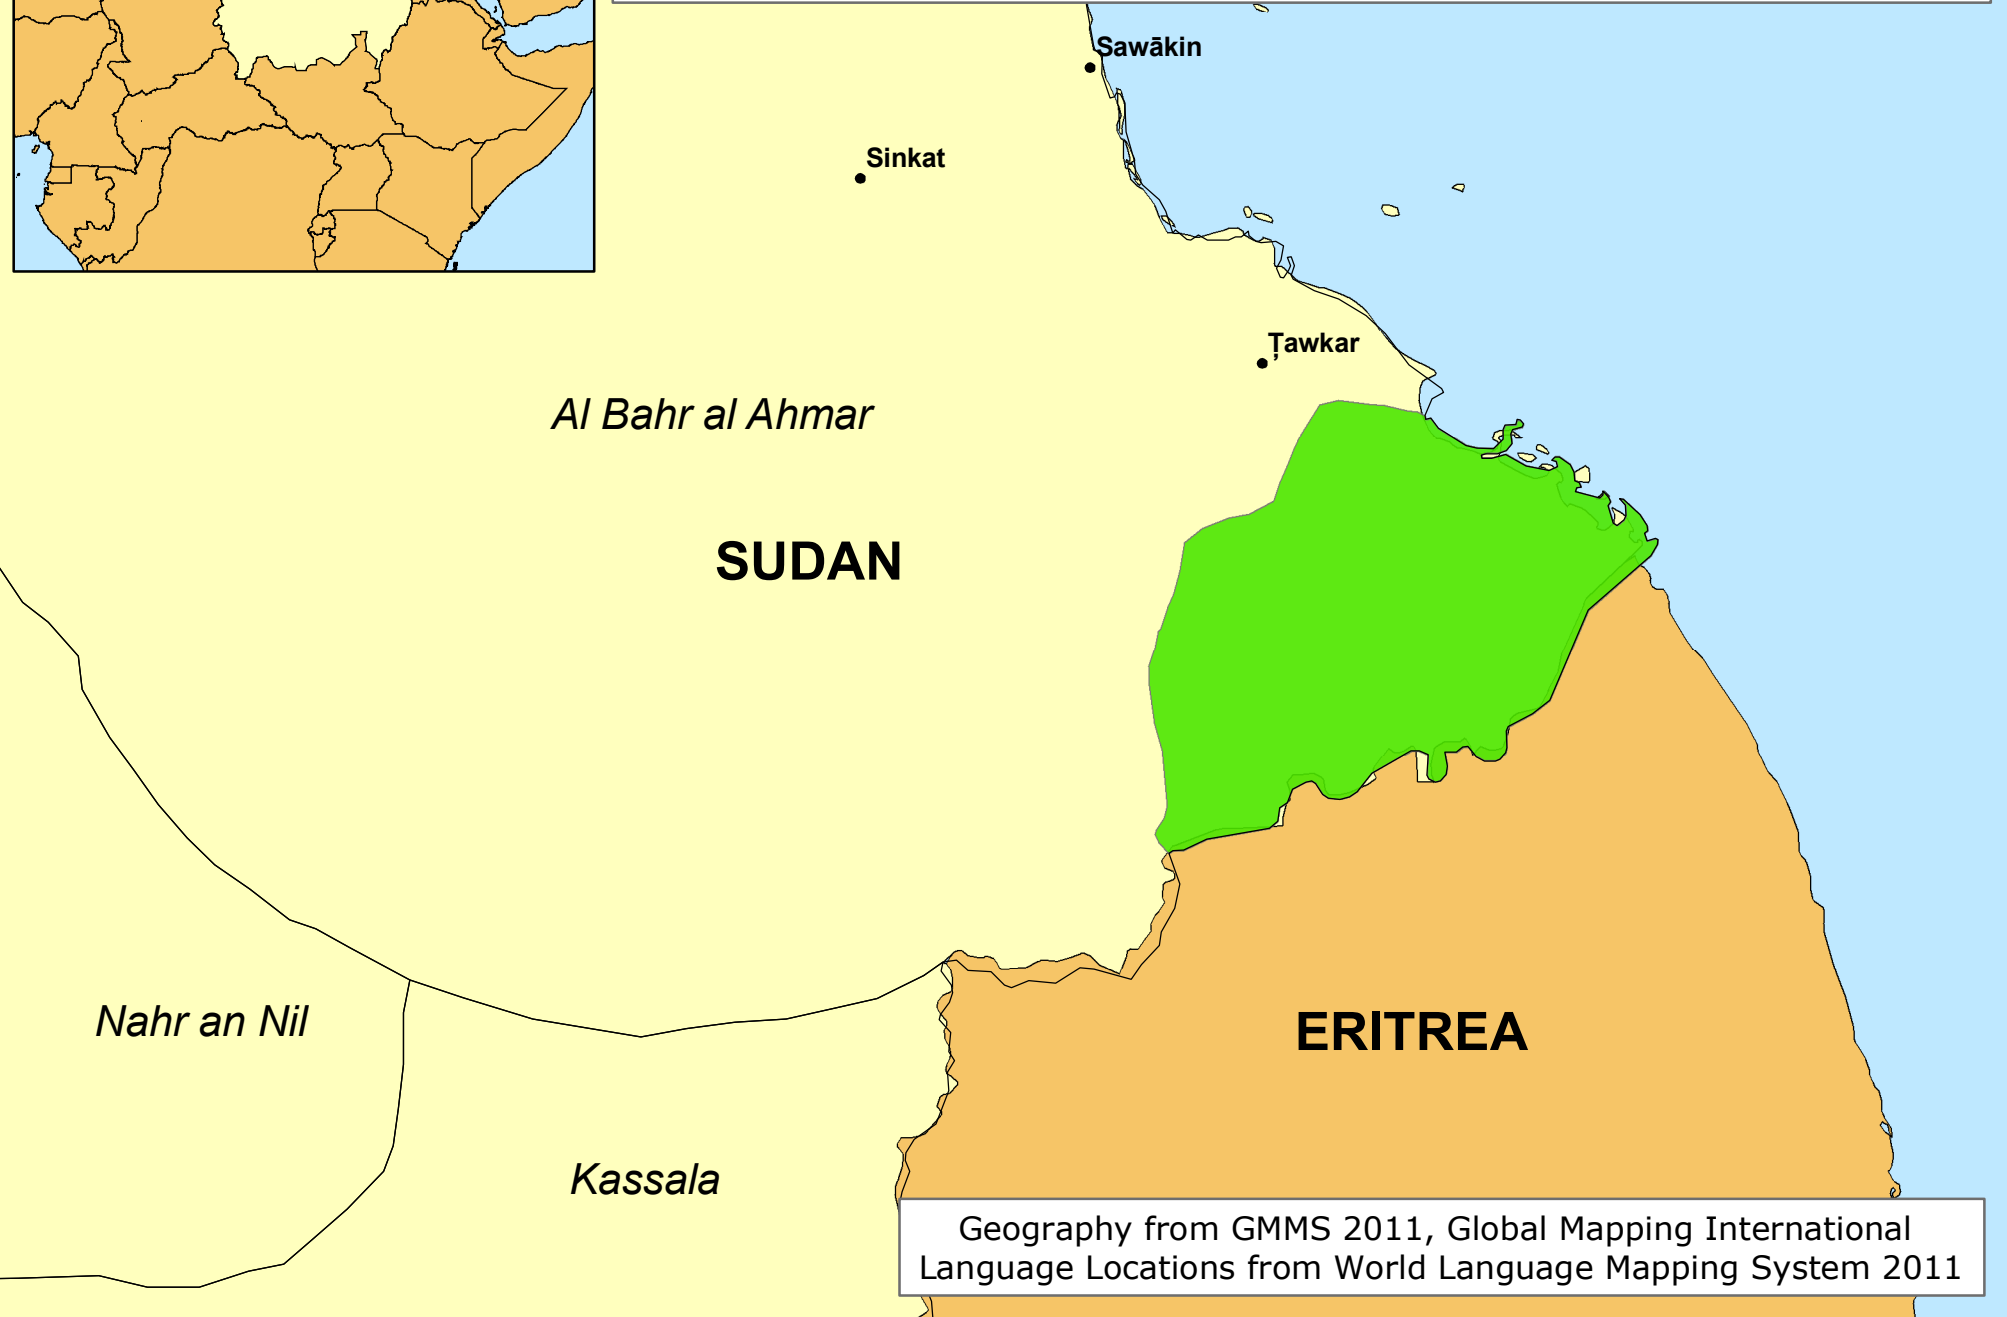 Sawākin
Sinkat
Ţawkar
Al Bahr al Ahmar
SUDAN
Nahr an Nil
ERITREA
Kassala
Geography from GMMS 2011, Global Mapping International
Language Locations from World Language Mapping System 2011